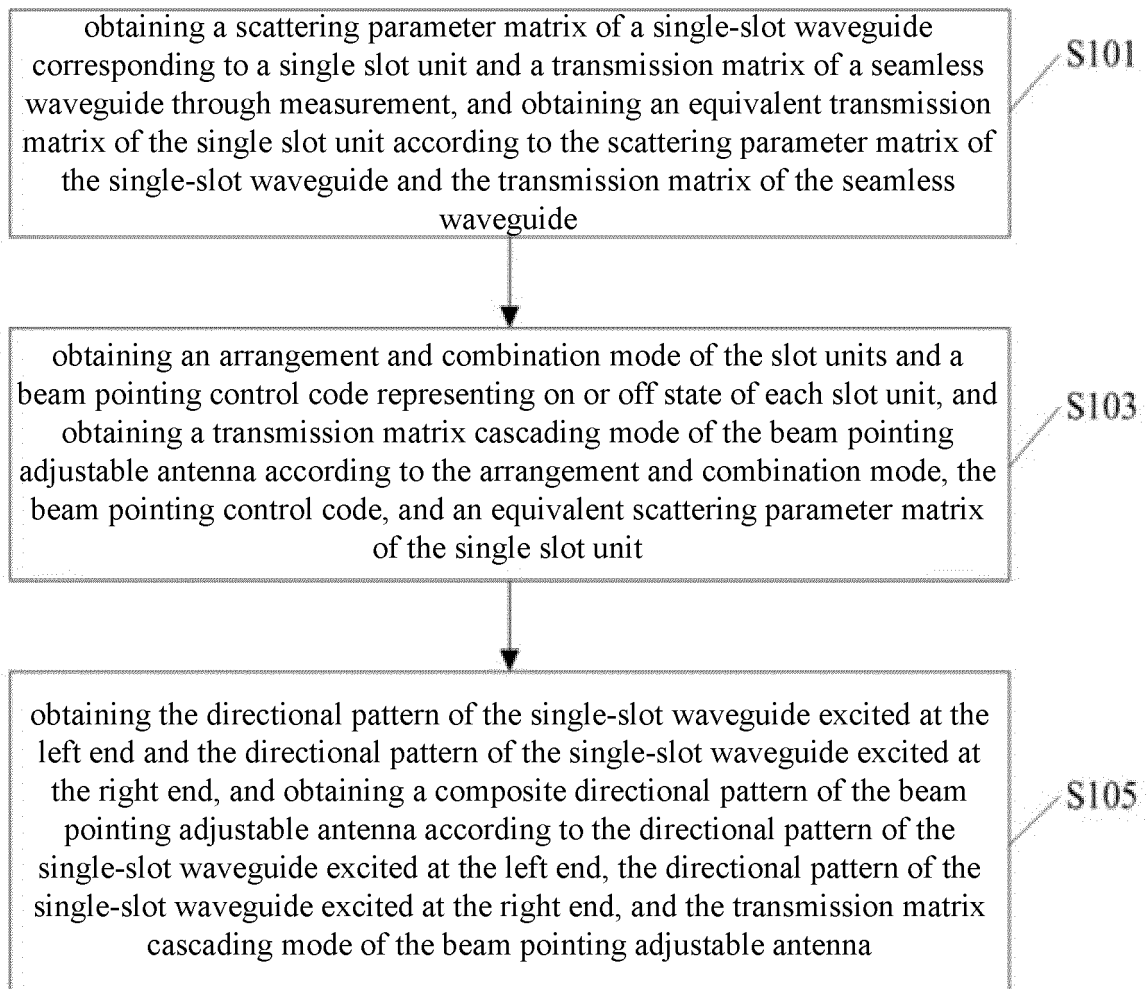 obtaining a scattering parameter matrix of a single-slot waveguide
corresponding to a single slot unit and a transmission matrix of a seamless
waveguide through measurement, and obtaining an equivalent transmission
matrix of the single slot unit according to the scattering parameter matrix of
the single-slot waveguide and the transmission matrix of the seamless
waveguide
S101
obtaining an arrangement and combination mode of the slot units and a
beam pointing control code representing on or off state of each slot unit, and
obtaining a transmission matrix cascading mode of the beam pointing
adjustable antenna according to the arrangement and combination mode, the
beam pointing control code, and an equivalent scattering parameter matrix
of the single slot unit
S103
obtaining the directional pattern of the single-slot waveguide excited at the
left end and the directional pattern of the single-slot waveguide excited at
the right end, and obtaining a composite directional pattern of the beam
pointing adjustable antenna according to the directional pattern of the
single-slot waveguide excited at the left end, the directional pattern of the
single-slot waveguide excited at the right end, and the transmission matrix
cascading mode of the beam pointing adjustable antenna
S105